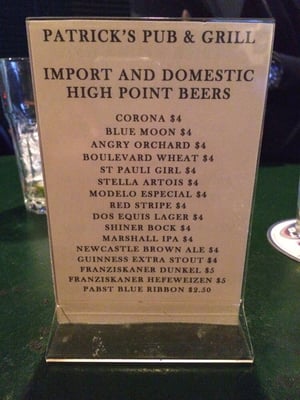 PATRICK'S PUB & GRILL
IMPORT AND DOMESTIC
HIGH POINT BEERS
CORONA $4
BLUE MOON $4
ANGRY ORCHARD $4
BOULEVARD WHEAT $4
ST PAULI GIRL $4
STELLA ARTOIS $4
MODELO ESPECIAL $4
RED STRIPE $4
DOS EQUIS LAGER $4
SHINER BOCK $4
MARSHALL IPA $4
NEWCASTLE BROWN ALE $4
GUINNESS EXTRA STOUT $4
FRANZISKANER DUNKEL $5
FRANZISKANER HEFEWEIZEN $5
PABST BLUE RIBBON $2.50